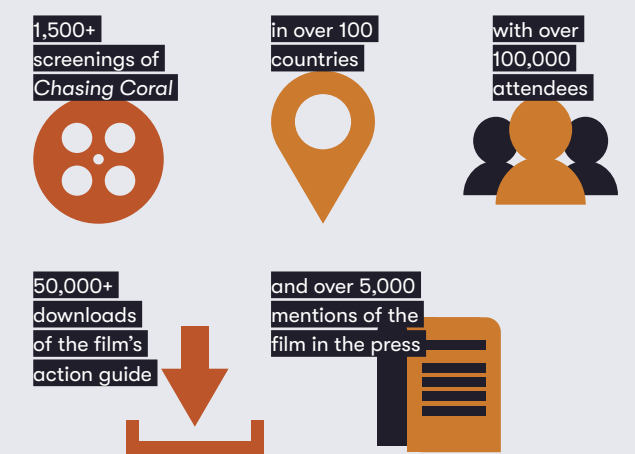 1,500+
screenings of
Chasing Coral
in over 100
countries
with over
100,000
attendees
50,000+
downloads
of the film’s
action guide
and over 5,000
mentions of the
film in the press